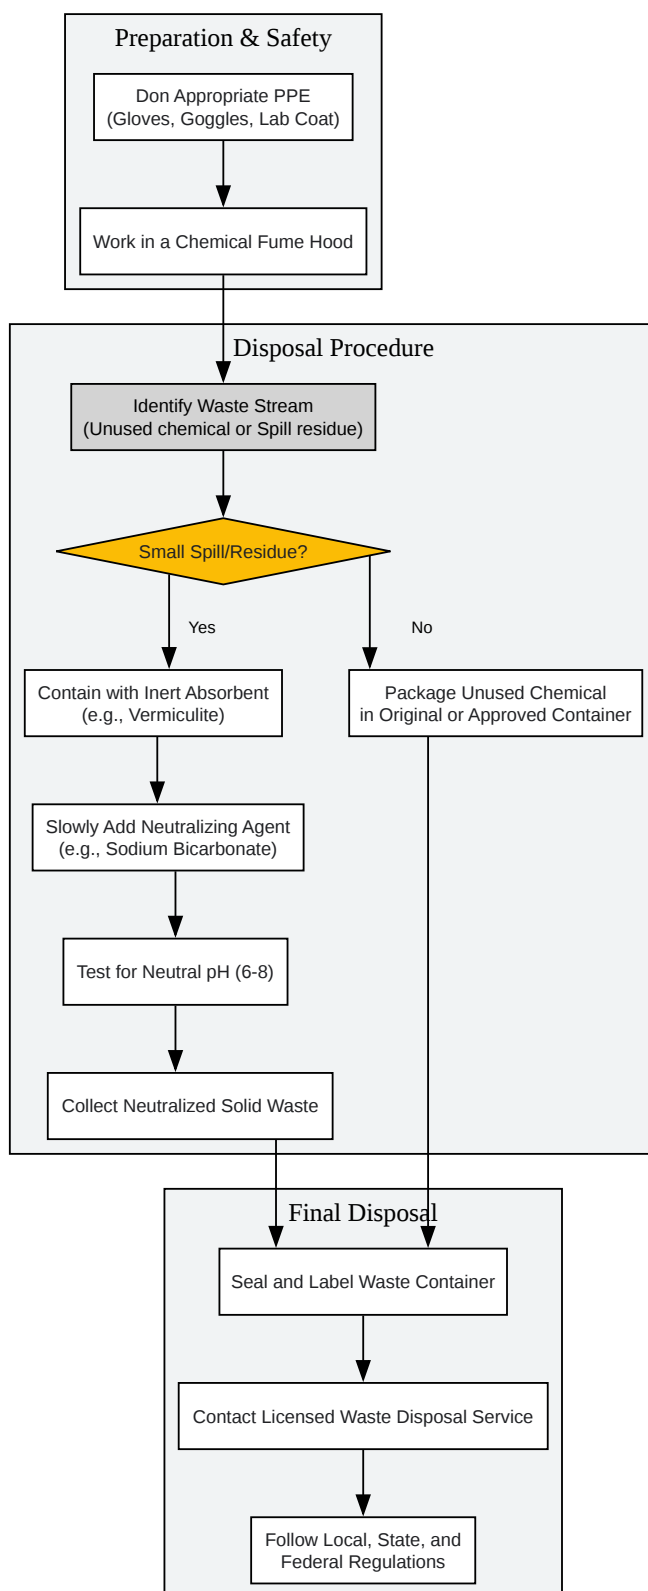 Preparation & Safety
Don Appropriate PPE
(Gloves, Goggles, Lab Coat)
Work in a Chemical Fume Hood
Disposal Procedure
Identify Waste Stream
(Unused chemical or Spill residue)
Small Spill/Residue?
Yes
No
Contain with Inert Absorbent
(e.g., Vermiculite)
Package Unused Chemical
in Original or Approved Container
Slowly Add Neutralizing Agent
(e.g., Sodium Bicarbonate)
Test for Neutral pH (6-8)
Collect Neutralized Solid Waste
Final Disposal
Seal and Label Waste Container
Contact Licensed Waste Disposal Service
Follow Local, State, and
Federal Regulations